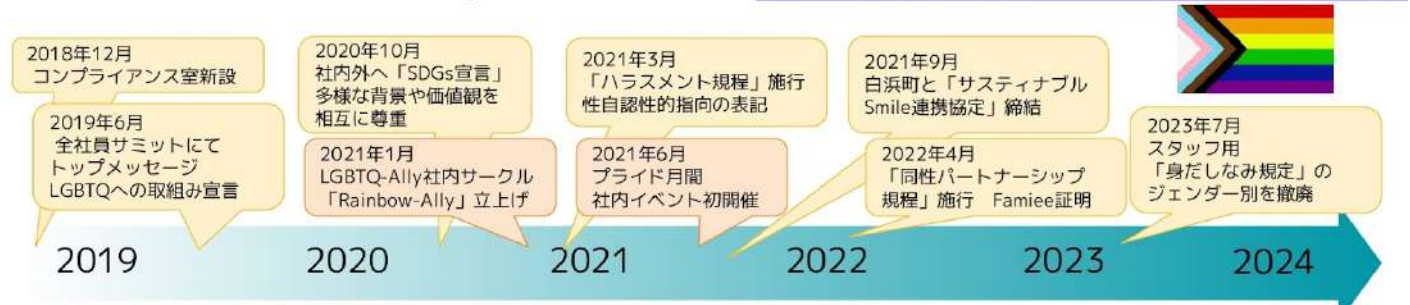 2018年12月
コンプライアンス室新設
2019年6月
全社員サミットにて
トップメッセージ
LGBTQへの取組み宣言
2020年10月
社内外へ「SDGs宣言」
多様な背景や価値観を
相互に尊重
2021年1月
LGBTQ-Ally社内サークル
「Rainbow-Ally」立上げ
2021年3月
「ハラスメント規程」施行
性自認性的指向の表記
2021年6月
プライド月間
社内イベント初開催
2021年9月
白浜町と「サスティナブル
Smile連携協定」締結
2022年4月
「同性パートナーシップ
規程」施行　Famiee証明
2023年7月
スタッフ用
「身だしなみ規定」の
ジェンダー別を撤廃
2019
2020
2021
2022
2023
2024